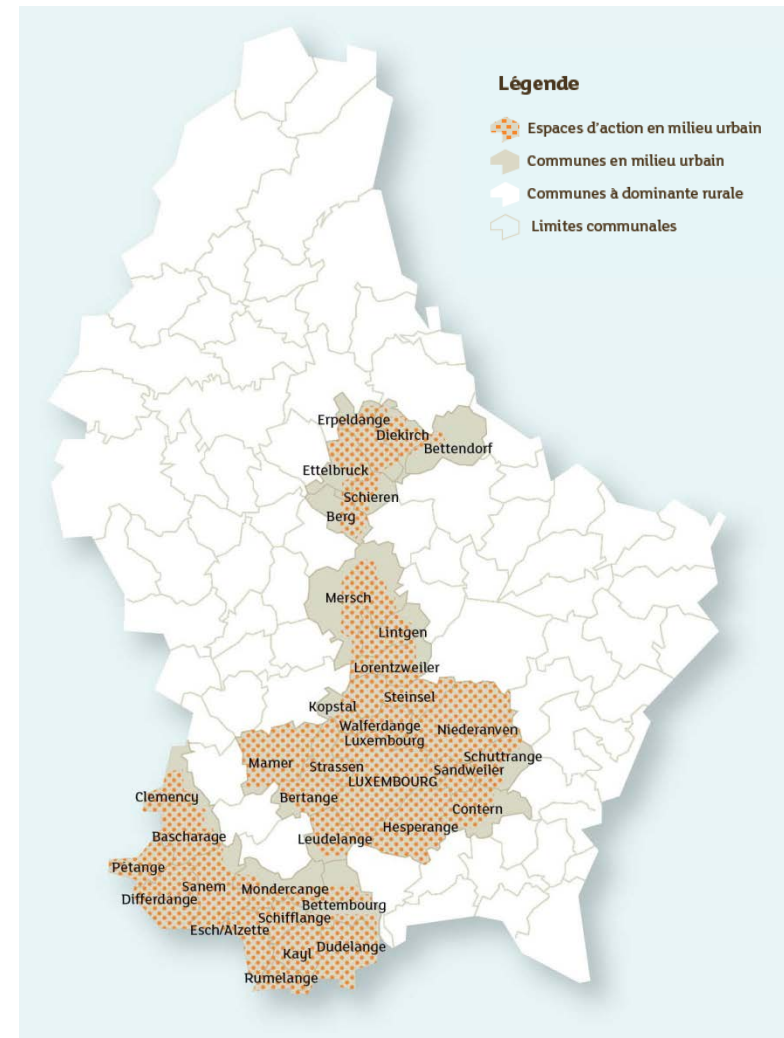 Légende
Espaces d'action en milieu urbain
Communes en milieu urbain
Communes à dominante rurale
Limites communales
Erpeldange
Diekirch
Bettendorf
Ettelbruck
Schieren
Berg
Mersch
Lintgen
Lorentzweiler
Steinsel
Kopstal
Walferdange
Niederanven
Luxembourg
Schuttrange
Mamer
Strassen
Sandweiler
LUXEMBOURG
Clemency
Bertange
Contern
Hesperange
Bascharage
Leudelange
Pétange
Sanem
Mondercange
Differdange
Bettembourg
Schifflange
Esch/Alzette
Dudelange
Kayl
Rumelange